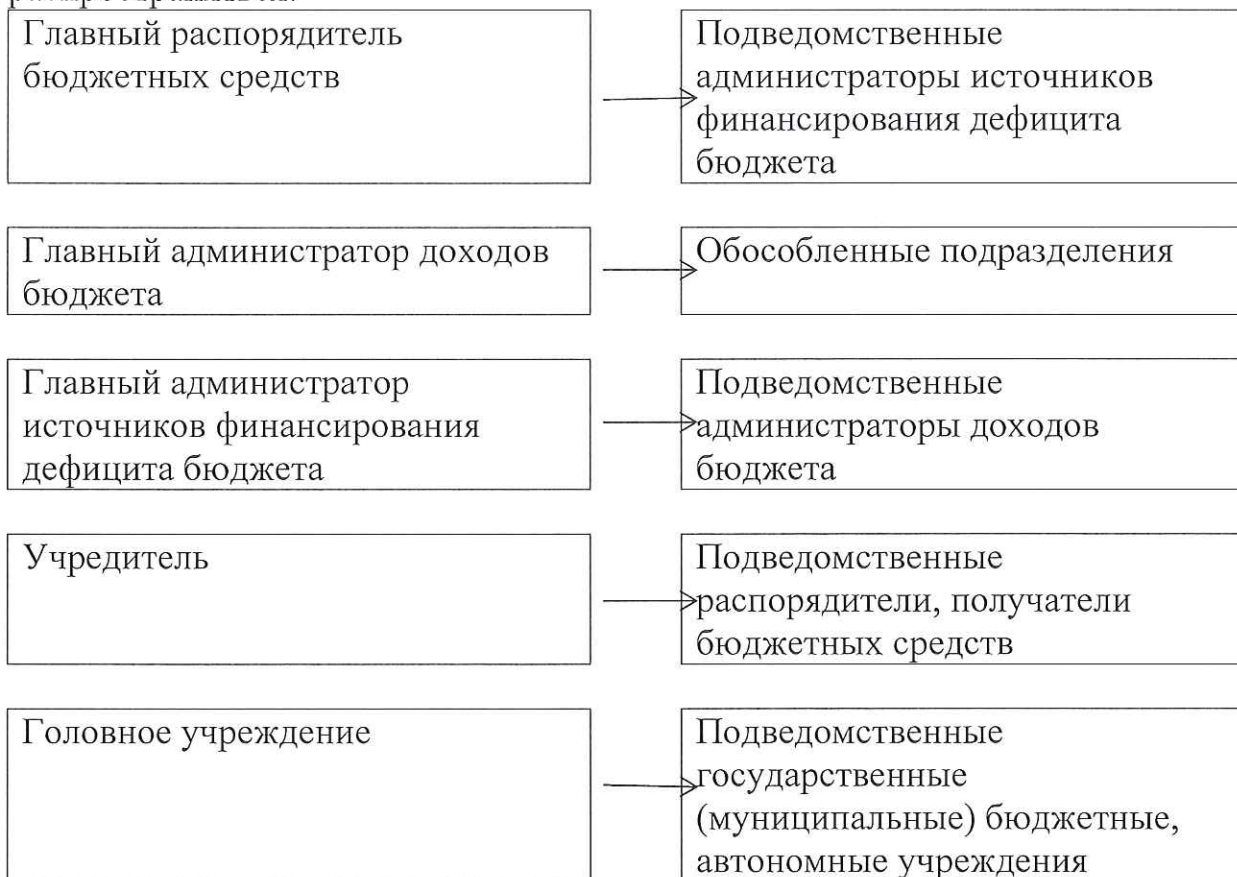 Главный распорядитель
бюджетных средств
Подведомственные
администраторы источников
финансирования дефицита
бюджета
Главный администратор доходов
бюджета
Обособленные подразделения
Главный администратор
источников финансирования
дефицита бюджета
Подведомственные
администраторы доходов
бюджета
Учредитель
Подведомственные
распорядители, получатели
бюджетных средств
Головное учреждение
Подведомственные
государственные
(муниципальные) бюджетные,
автономные учреждения